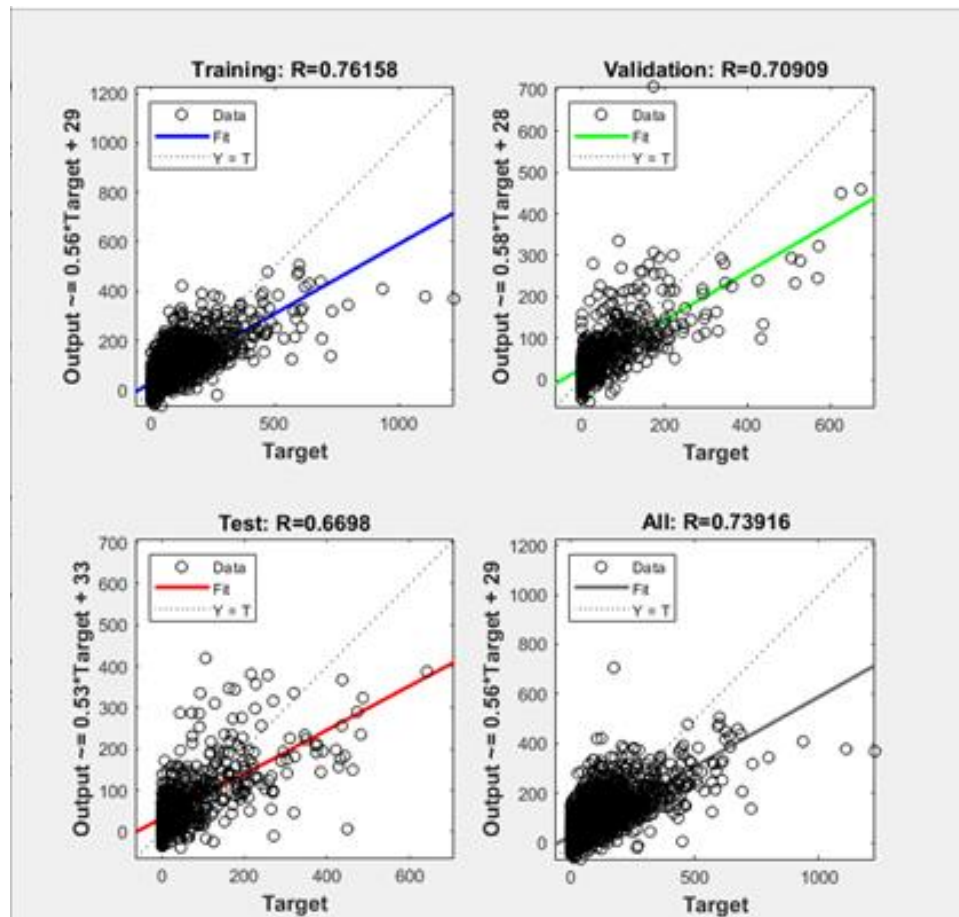 Training: R=0.76158
Output ~= 0.56*Target + 29
1200
1000
800
600
400
200
0
Data
Fit
Y = T
0
500
1000
Target
Validation: R=0.70909
Output ~= 0.58*Target + 28
700
600
500
400
300
200
100
0
Data
Fit
Y = T
0
200
400
600
Target
Test: R=0.6698
Output ~= 0.53*Target + 33
700
600
500
400
300
200
100
0
Data
Fit
Y = T
0
200
400
600
Target
All: R=0.73916
Output ~= 0.56*Target + 29
1200
1000
800
600
400
200
0
Data
Fit
Y = T
0
500
1000
Target